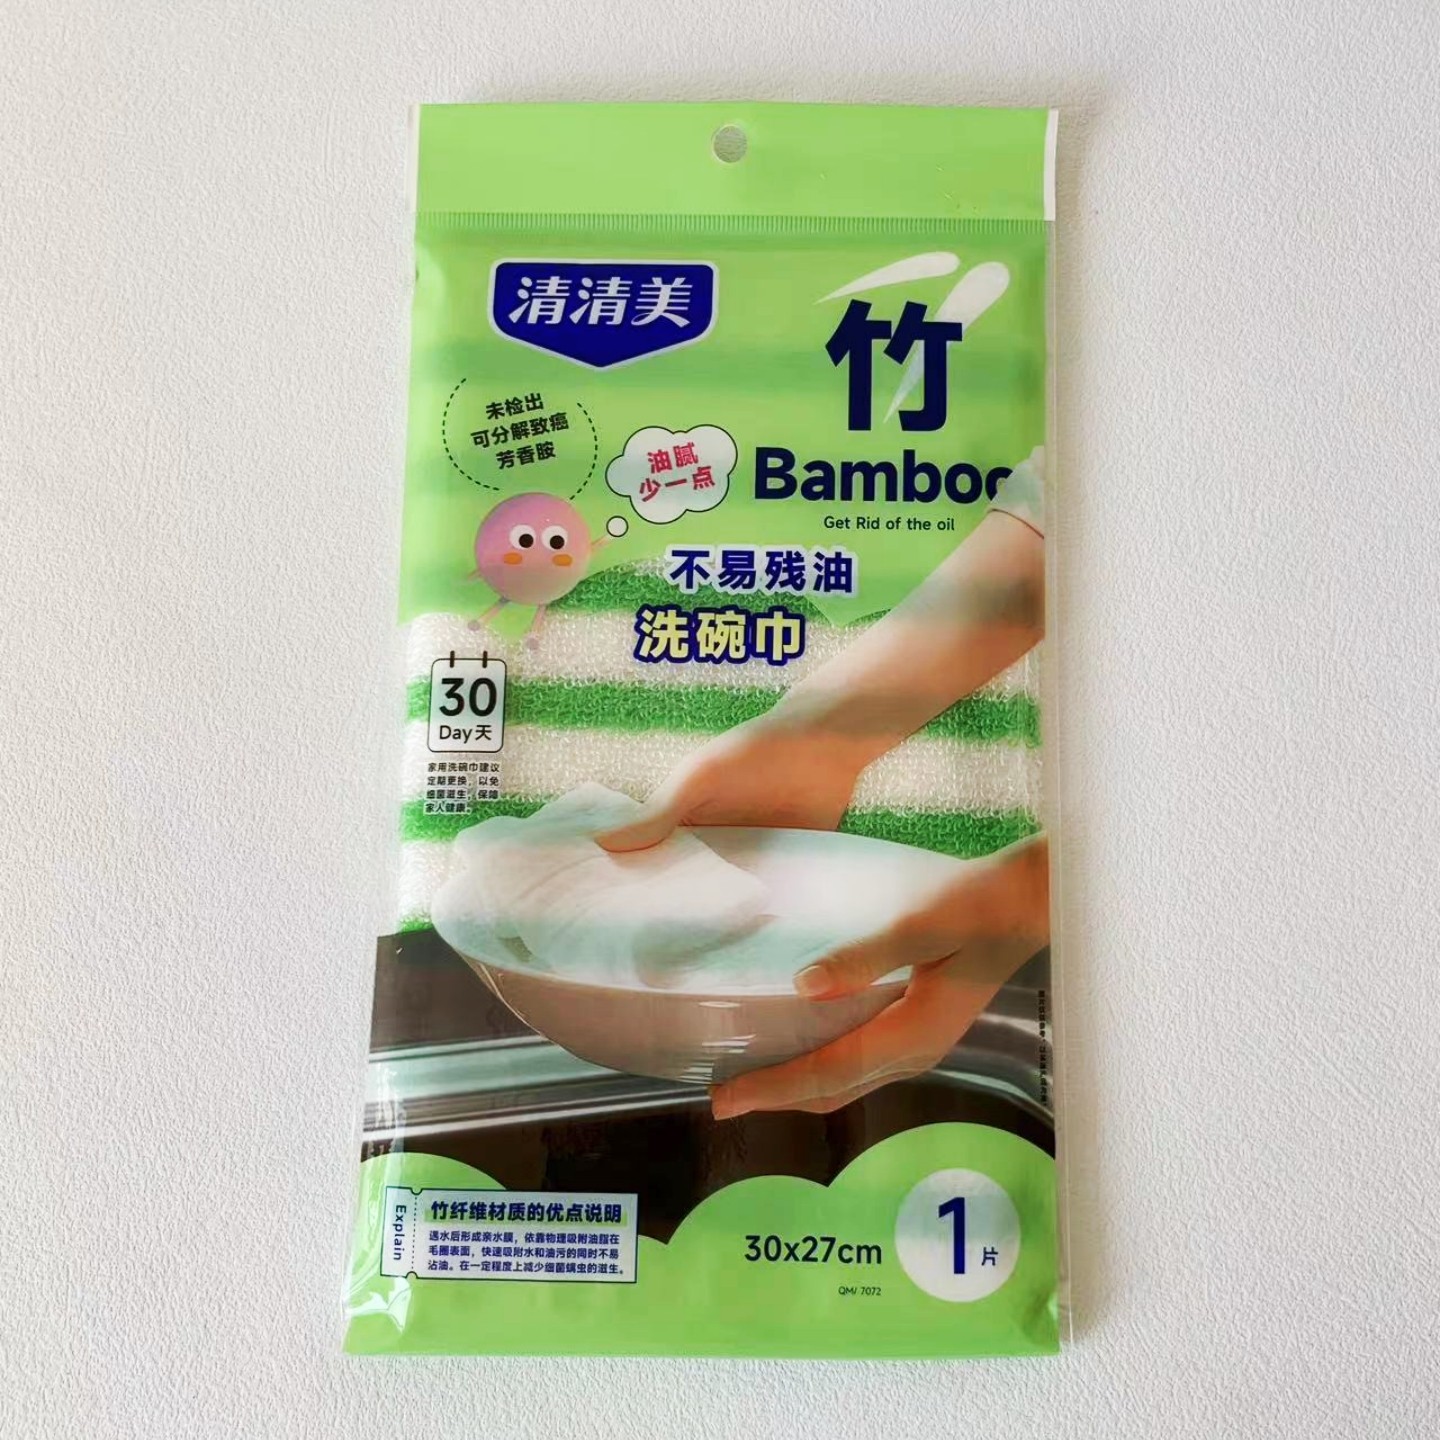 清清美
竹
Bamboo
Get Rid of the oil
未检出
可分解致癌
芳香胺
油腻
少一点
不易残油
洗碗巾
30
Day天
家用洗碗巾建议
定期更换，以免
细菌滋生，保障
家人健康。
Explain
竹纤维材质的优点说明
遇水后形成亲水膜，依靠物理吸附油脂在
毛圈表面，快速吸附水和油污的同时不易
沾油。在一定程度上减少细菌螨虫的滋生。
30x27cm
1片
QM/ 7072